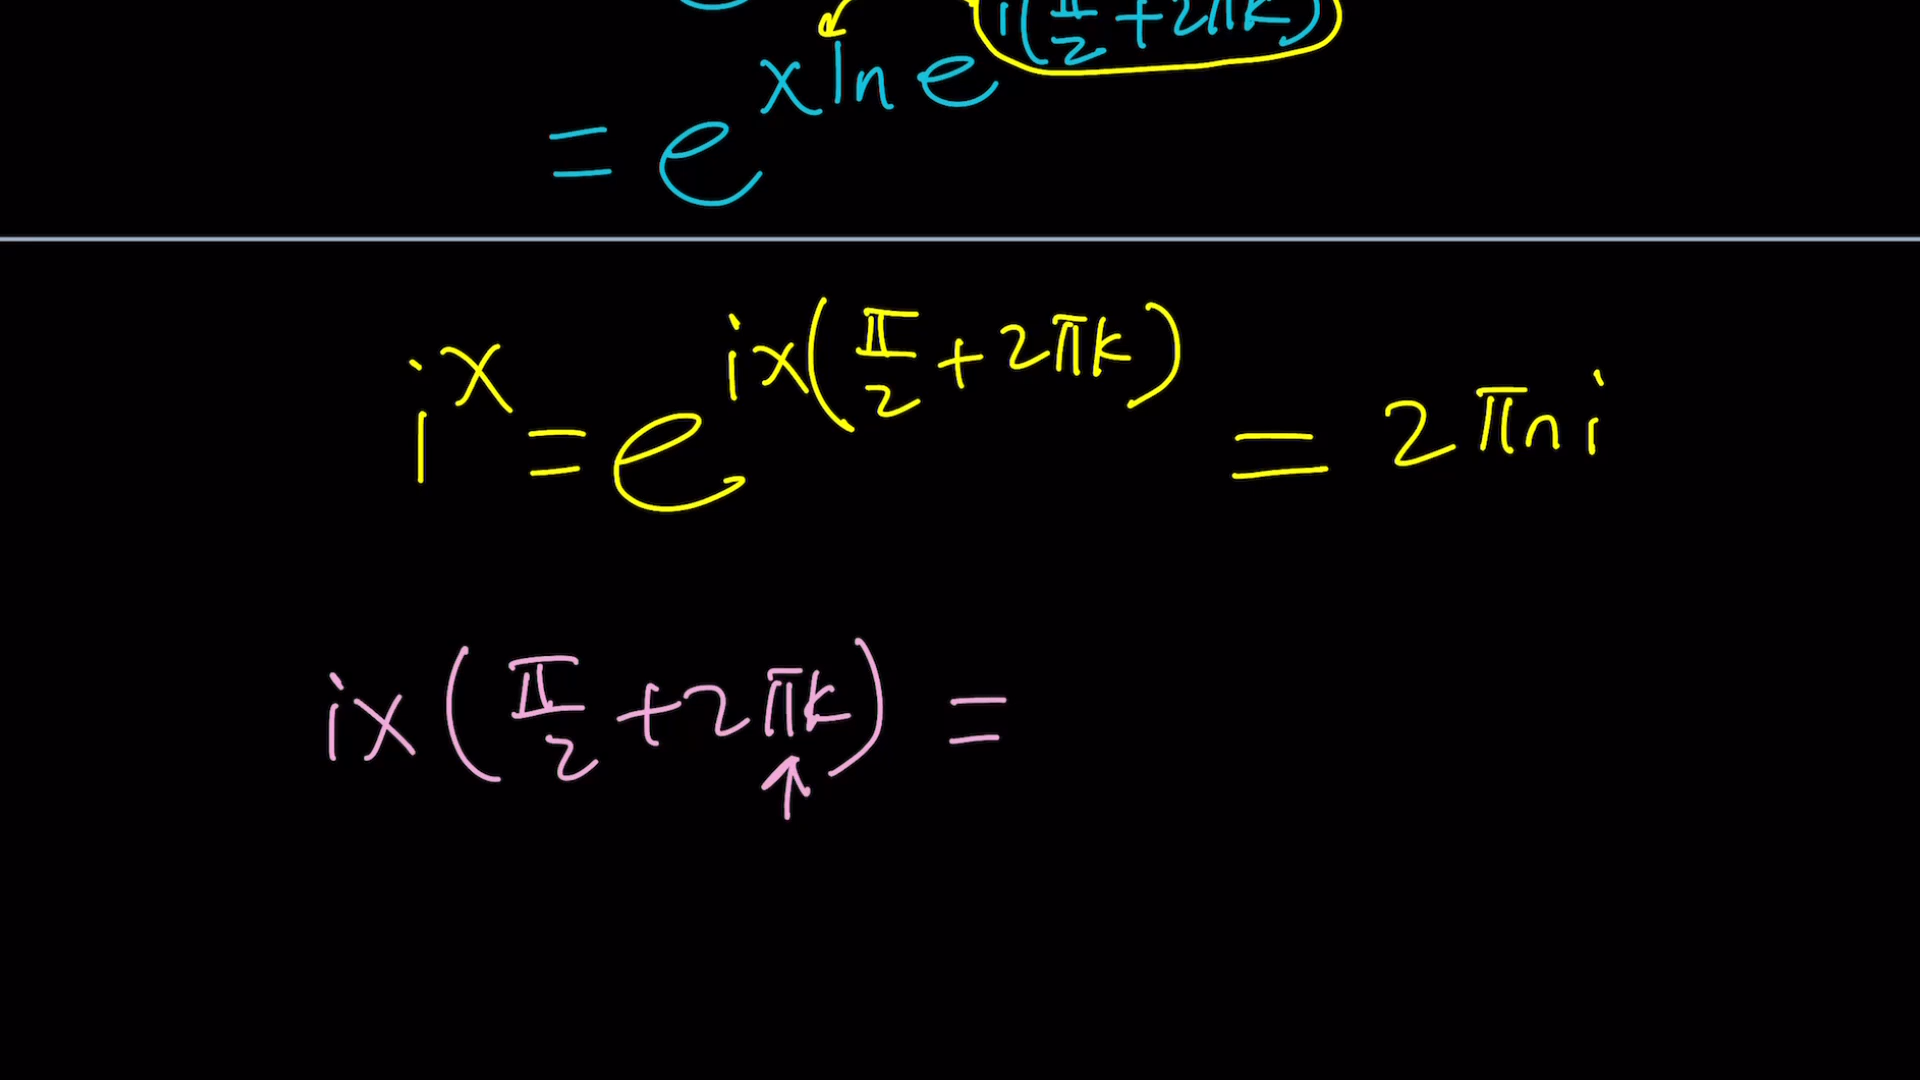 = e^{x ln e^{i(π/2 + 2πk)}}
i^x = e^{ix(π/2 + 2πk)} = 2πni
ix(π/2 + 2πk) =